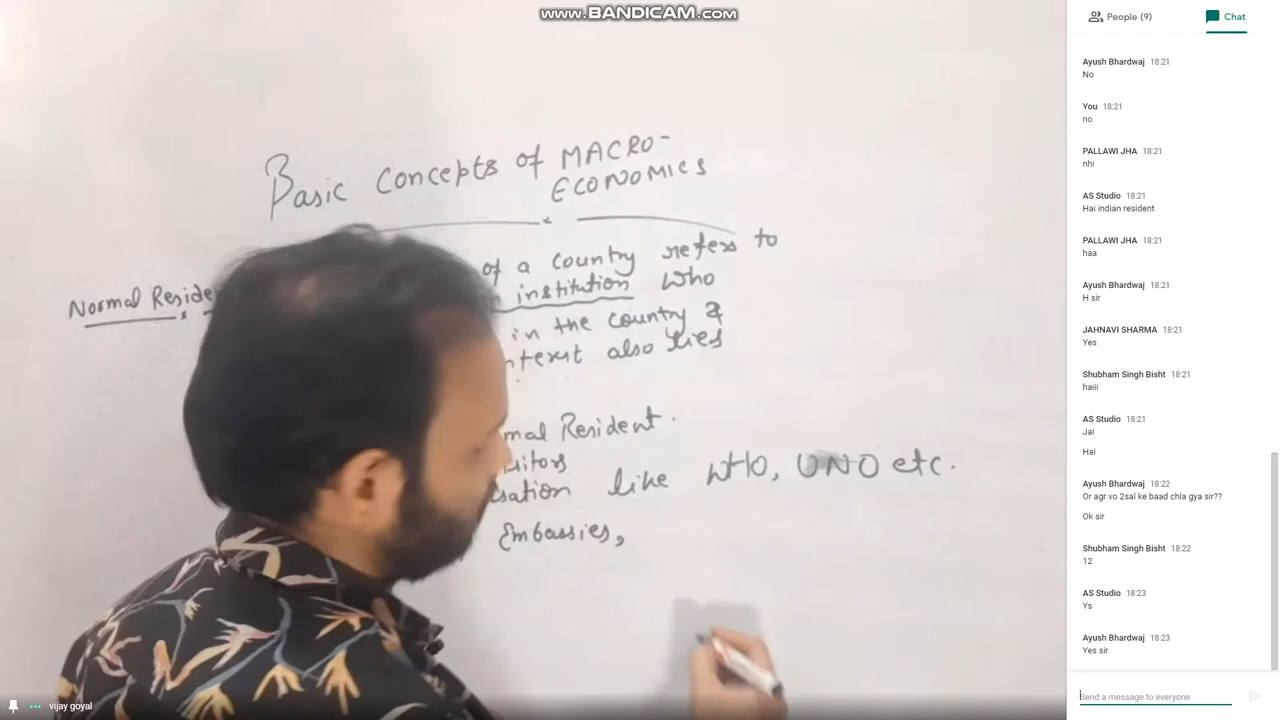 www.BANDICAM.com
People (9)
Chat
Basic Concepts of MACRO-
ECONOMICS
of a country refers to
Normal Reside
institution who
in the country &
nterest also lies
mal Resident.
sitors
sation like WHO, UNO etc.
Embassies,
vijay goyal
Ayush Bhardwaj 18:21
No
You 18:21
no
PALLAWI JHA 18:21
nhi
AS Studio 18:21
Hai indian resident
PALLAWI JHA 18:21
haa
Ayush Bhardwaj 18:21
H sir
JAHNAVI SHARMA 18:21
Yes
Shubham Singh Bisht 18:21
haiii
AS Studio 18:21
Jai
Hai
Ayush Bhardwaj 18:22
Or agr vo 2sal ke baad chla gya sir??
Ok sir
Shubham Singh Bisht 18:22
12
AS Studio 18:23
Ys
Ayush Bhardwaj 18:23
Yes sir
Send a message to everyone